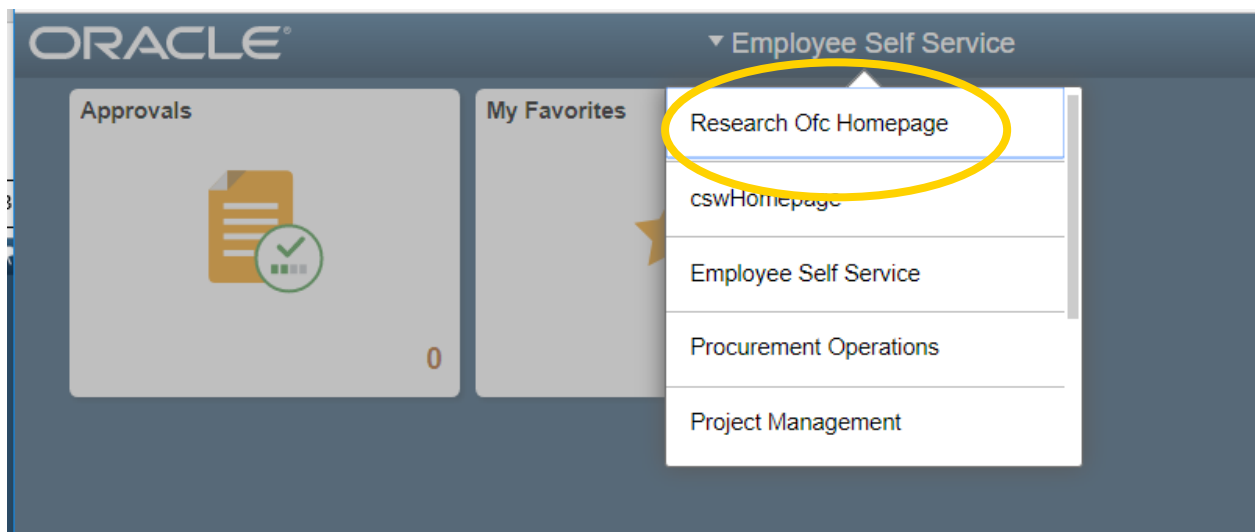 ORACLE®
Employee Self Service
Approvals
My Favorites
0
Research Ofc Homepage
cswHomepage
Employee Self Service
Procurement Operations
Project Management